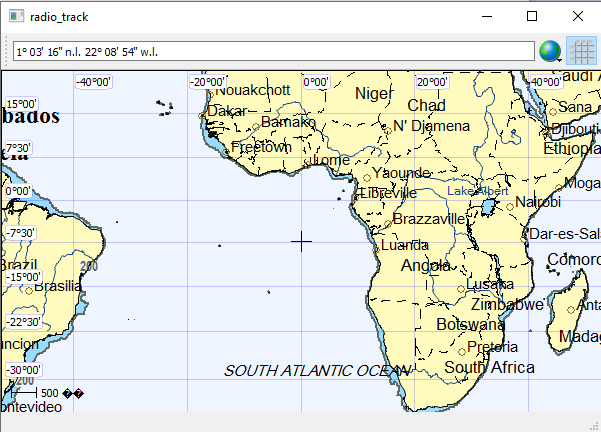 radio_track
1° 03' 16" n.l. 22° 08' 54" w.l.
-40°00' -20°00' 0°00' 20°00' 40°00'
Nouakchott Niger Chad Saudi A
15°00' Dakar Sana
bados Bamako N' Djamena Djibouti
7°30' Freetown Lome Ethiopia
cia
Yaounde
0°00' Libreville Lake Albert Moga
Nairobi
Brazzaville
-7°30' Luanda Dar-es-Sala
Brazil 200 Angola Comoro
-15°00' Brasilia Lusaka
Zimbabwe Anta
-22°30' Botswana
uncion Pretoria Madag
-30°00' SOUTH ATLANTIC OCEAN South Africa
200
500 ��
ontevideo